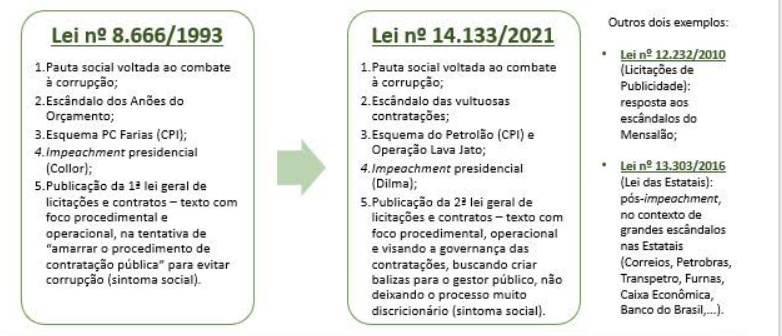 Lei nº 8.666/1993
1.Pauta social voltada ao combate
à corrupção;
2.Escândalo dos Anões do
Orçamento;
3.Esquema PC Farias (CPI);
4.Impeachment presidencial
(Collor);
5.Publicação da 1ª lei geral de
licitações e contratos – texto com
foco procedimental e
operacional, na tentativa de
“amarrar o procedimento de
contratação pública” para evitar
corrupção (sintoma social).
Lei nº 14.133/2021
1.Pauta social voltada ao combate
à corrupção;
2.Escândalo das vultuosas
contratações;
3.Esquema do Petrolão (CPI) e
Operação Lava Jato;
4.Impeachment presidencial
(Dilma);
5.Publicação da 2ª lei geral de
licitações e contratos – texto com
foco procedimental, operacional
e visando a governança das
contratações, buscando criar
balizas para o gestor público, não
deixando o processo muito
discricionário (sintoma social).
Outros dois exemplos:
• Lei nº 12.232/2010
(Licitações de
Publicidade):
resposta aos
escândalos do
Mensalão;
• Lei nº 13.303/2016
(Lei das Estatais):
pós-impeachment,
no contexto de
grandes escândalos
nas Estatais
(Correios, Petrobras,
Transpetro, Furnas,
Caixa Econômica,
Banco do Brasil,...).